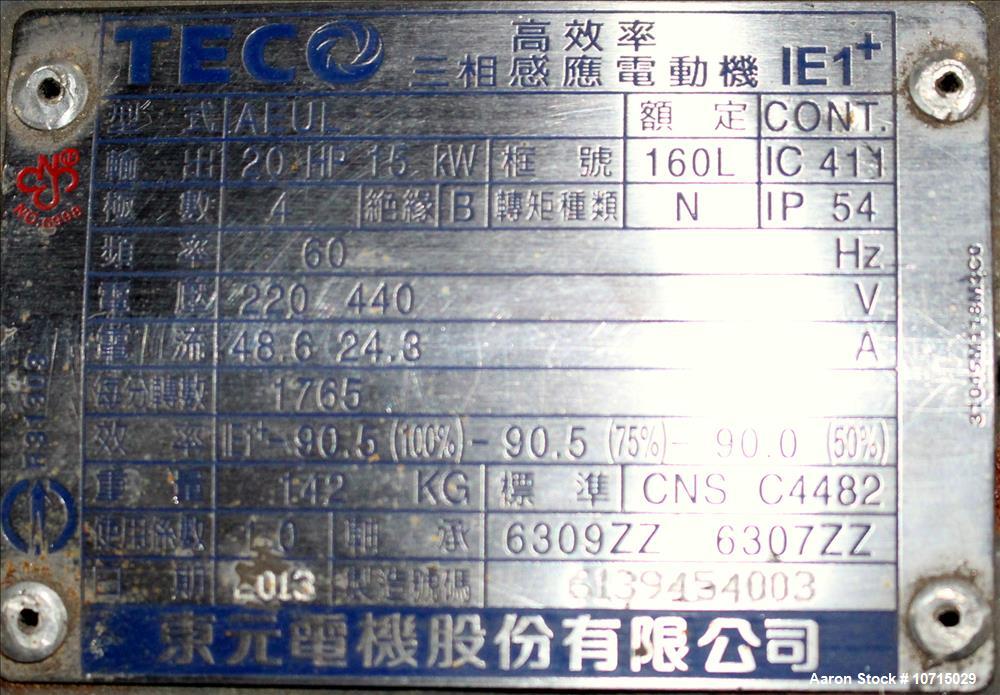 TECO 高效率 IE1+
三相感應電動機
型式 AEUL 額定 CONT.
輸出 20 HP 15 kW 框號 160L IC 411
極數 4 絕緣 B 轉矩種類 N IP 54
頻率 60 Hz
電壓 220 440 V
電流 48.6 24.3 A
每分轉數 1765
效率 IE1+-90.5 (100%)- 90.5 (75%)- 90.0 (50%)
重量 142 KG 標準 CNS C4482
使用係數 1.0 軸承 6309ZZ 6307ZZ
日期 2013 製造號碼 6139454003
東元電機股份有限公司
CNS
31045M118M3C0
Aaron Stock # 10715029